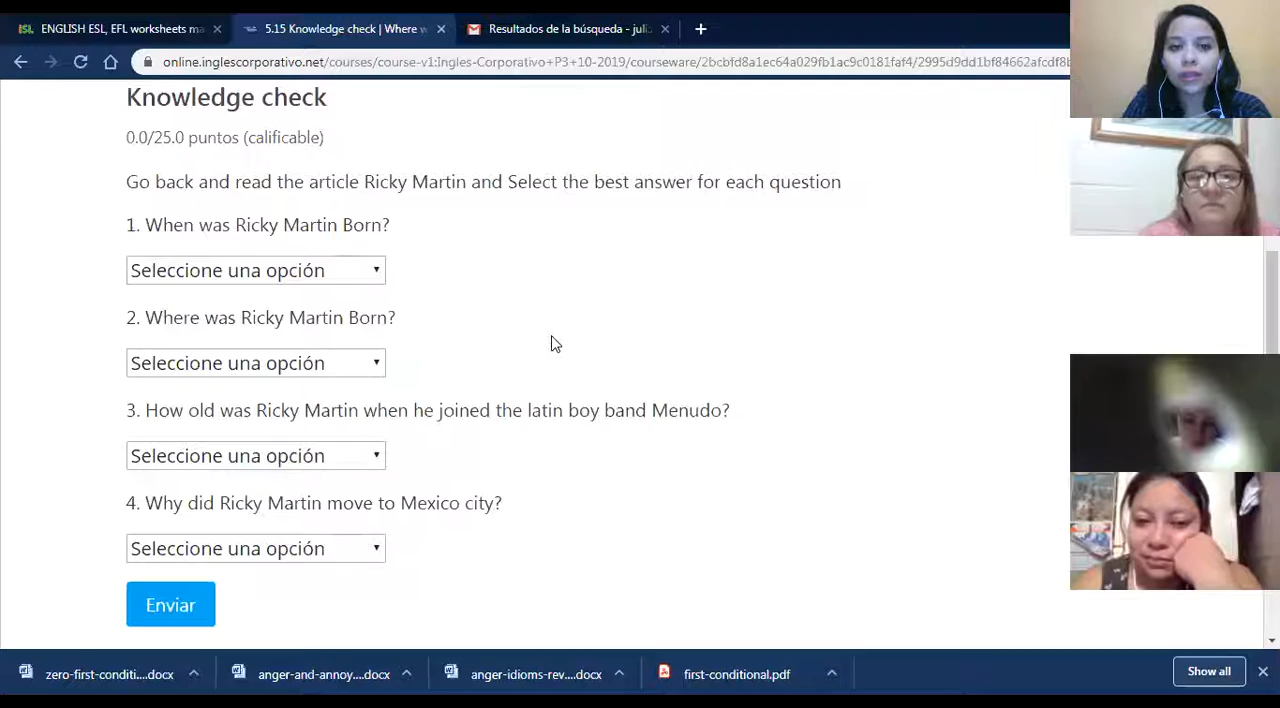 ENGLISH ESL, EFL worksheets ma
5.15 Knowledge check | Where w
Resultados de la búsqueda - juli
online.inglescorporativo.net/courses/course-v1:Ingles-Corporativo+P3+10-2019/courseware/2bcbfd8a1ec64a029fb1ac9c0181faf4/2995d9dd1bf84662afcdf8b
Knowledge check
0.0/25.0 puntos (calificable)
Go back and read the article Ricky Martin and Select the best answer for each question
1. When was Ricky Martin Born?
Seleccione una opción
2. Where was Ricky Martin Born?
Seleccione una opción
3. How old was Ricky Martin when he joined the latin boy band Menudo?
Seleccione una opción
4. Why did Ricky Martin move to Mexico city?
Seleccione una opción
Enviar
zero-first-conditi....docx
anger-and-annoy....docx
anger-idioms-rev....docx
first-conditional.pdf
Show all